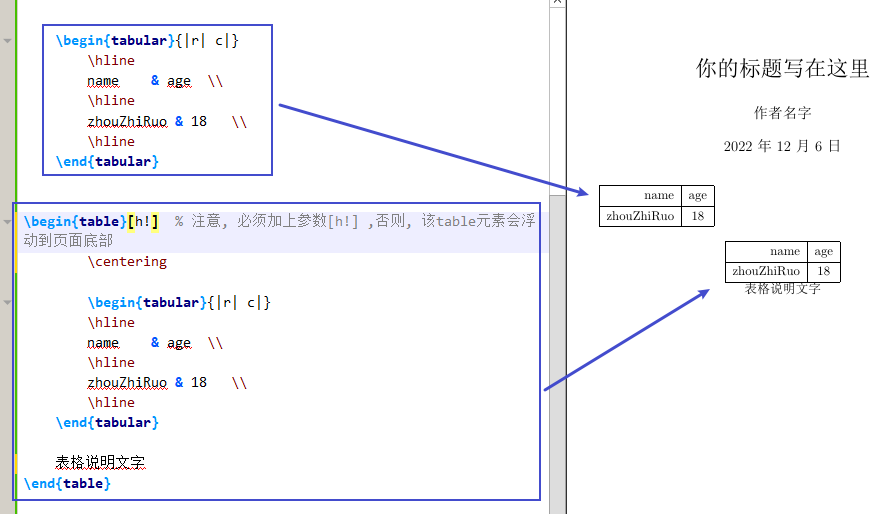 \begin{tabular}{|r| c|}
\hline
name & age \\
\hline
zhouZhiRuo & 18 \\
\hline
\end{tabular}
\begin{table}[h!] % 注意, 必须加上参数[h!] ,否则, 该table元素会浮
动到页面底部
\centering
\begin{tabular}{|r| c|}
\hline
name & age \\
\hline
zhouZhiRuo & 18 \\
\hline
\end{tabular}
表格说明文字
\end{table}
你的标题写在这里
作者名字
2022 年 12 月 6 日
name age
zhouZhiRuo 18
name age
zhouZhiRuo 18
表格说明文字